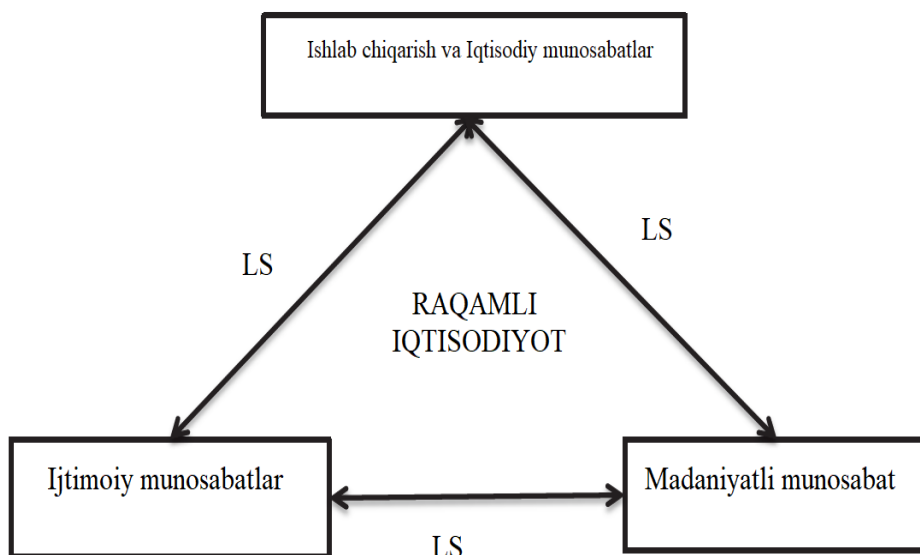 Ishlab chiqarish va Iqtisodiy munosabatlar
LS
LS
RAQAMLI
IQTISODIYOT
Ijtimoiy munosabatlar
Madaniyatli munosabat
LS